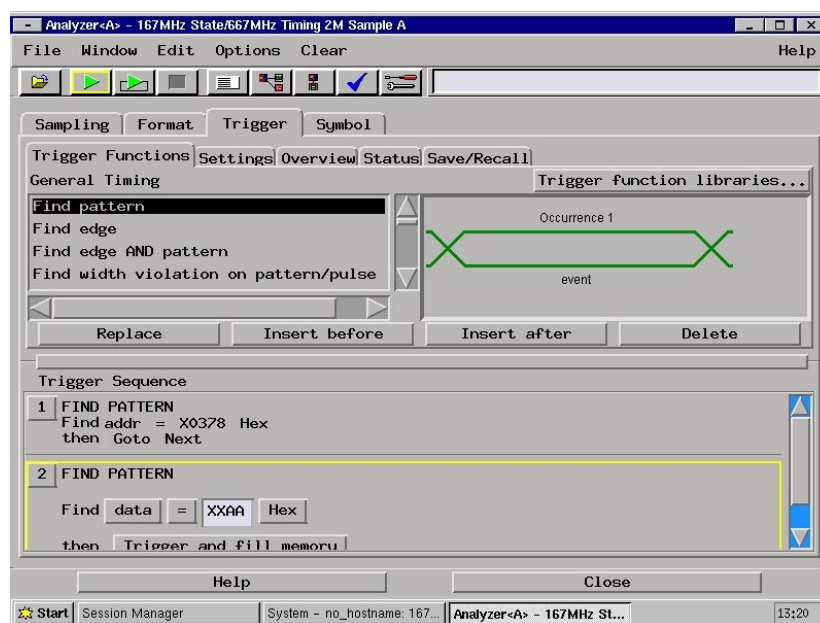 Analyzer<A> - 167MHz State/667MHz Timing 2M Sample A
File Window Edit Options Clear Help
Sampling Format Trigger Symbol
Trigger Functions Settings Overview Status Save/Recall
General Timing Trigger function libraries...
Find pattern
Find edge
Find edge AND pattern
Find width violation on pattern/pulse
Occurrence 1
event
Replace Insert before Insert after Delete
Trigger Sequence
1 FIND PATTERN
Find addr = X0378 Hex
then Goto Next
2 FIND PATTERN
Find data = XXAA Hex
then Trigger and fill memory
Help Close
Start Session Manager System - no_hostname: 167... Analyzer<A> - 167MHz St... 13:20